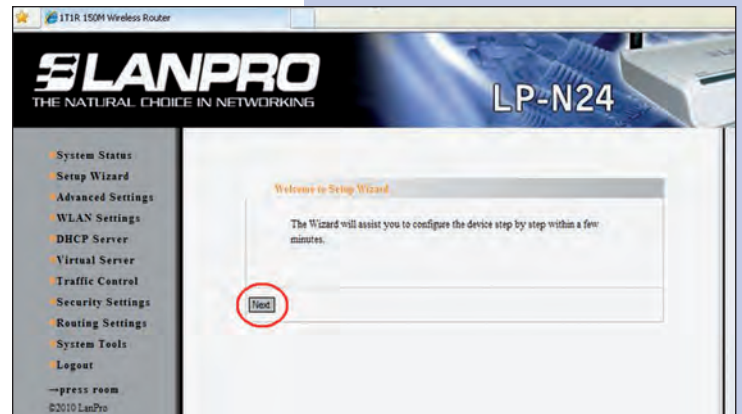 1T1R 150M Wireless Router
LANPRO
THE NATURAL CHOICE IN NETWORKING
LP-N24
System Status
Setup Wizard
Advanced Settings
WLAN Settings
DHCP Server
Virtual Server
Traffic Control
Security Settings
Routing Settings
System Tools
Logout
→press room
©2010 LanPro
Welcome to Setup Wizard
The Wizard will assist you to configure the device step by step within a few
minutes.
Next